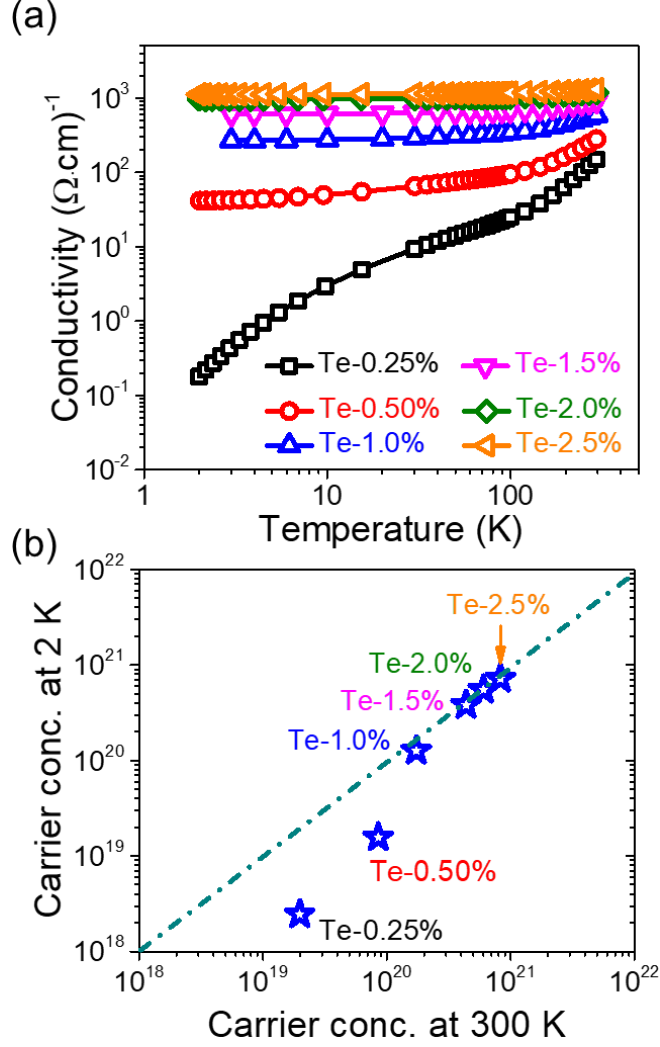 (a)
Conductivity (Ω.cm)⁻¹
10³
10²
10¹
10⁰
10⁻¹
10⁻²
Te-0.25%
Te-0.50%
Te-1.0%
Te-1.5%
Te-2.0%
Te-2.5%
1
10
100
Temperature (K)
(b)
Carrier conc. at 2 K
10²²
10²¹
10²⁰
10¹⁹
10¹⁸
Te-2.5%
Te-2.0%
Te-1.5%
Te-1.0%
Te-0.50%
Te-0.25%
10¹⁸
10¹⁹
10²⁰
10²¹
10²²
Carrier conc. at 300 K